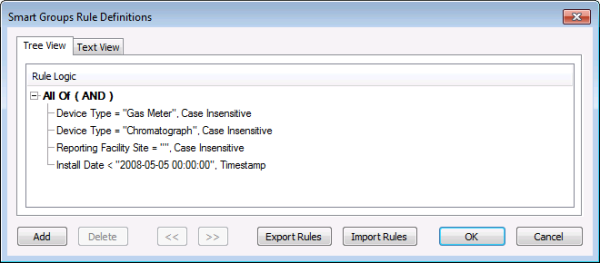 Smart Groups Rule Definitions
Tree View Text View
Rule Logic
All Of ( AND )
Device Type = "Gas Meter", Case Insensitive
Device Type = "Chromatograph", Case Insensitive
Reporting Facility Site = "", Case Insensitive
Install Date < "2008-05-05 00:00:00", Timestamp
Add Delete << >> Export Rules Import Rules OK Cancel